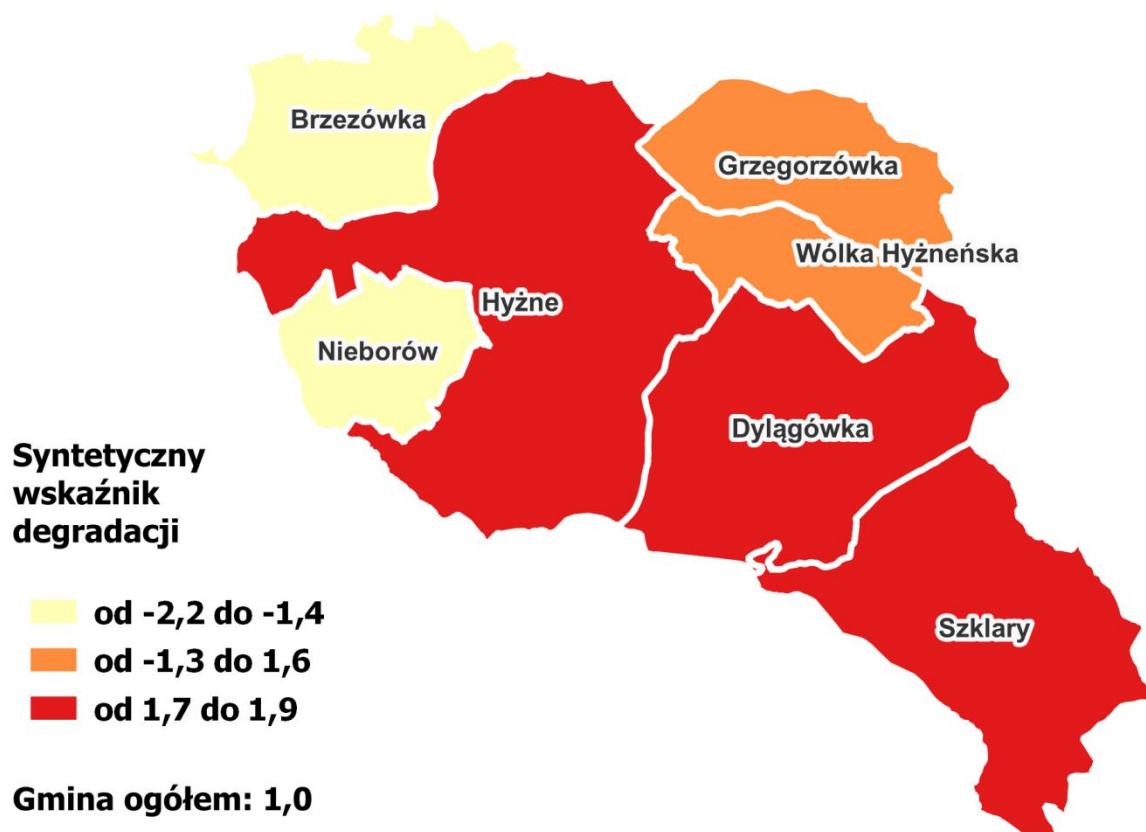 Brzezówka
Grzegorzówka
Wólka Hyżneńska
Hyżne
Nieborów
Dylągówka
Szklary
Syntetyczny
wskaźnik
degradacji
od -2,2 do -1,4
od -1,3 do 1,6
od 1,7 do 1,9
Gmina ogółem: 1,0